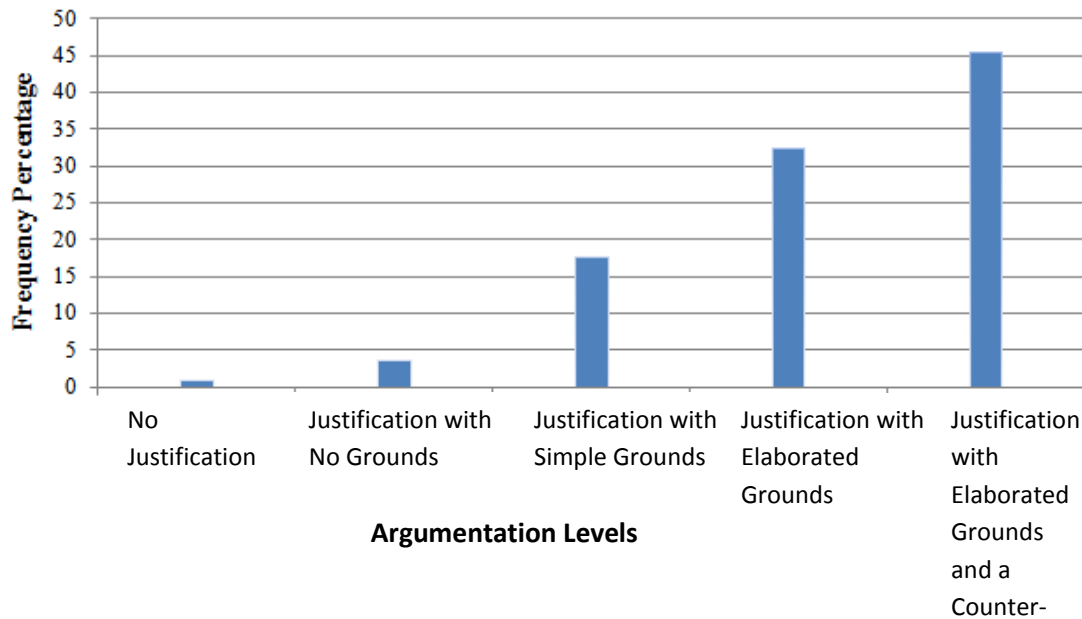 Frequency Percentage
50
45
40
35
30
25
20
15
10
5
0
No
Justification
Justification with
No Grounds
Justification with
Simple Grounds
Justification with
Elaborated
Grounds
Justification
with
Elaborated
Grounds
and a
Counter-
Argumentation Levels